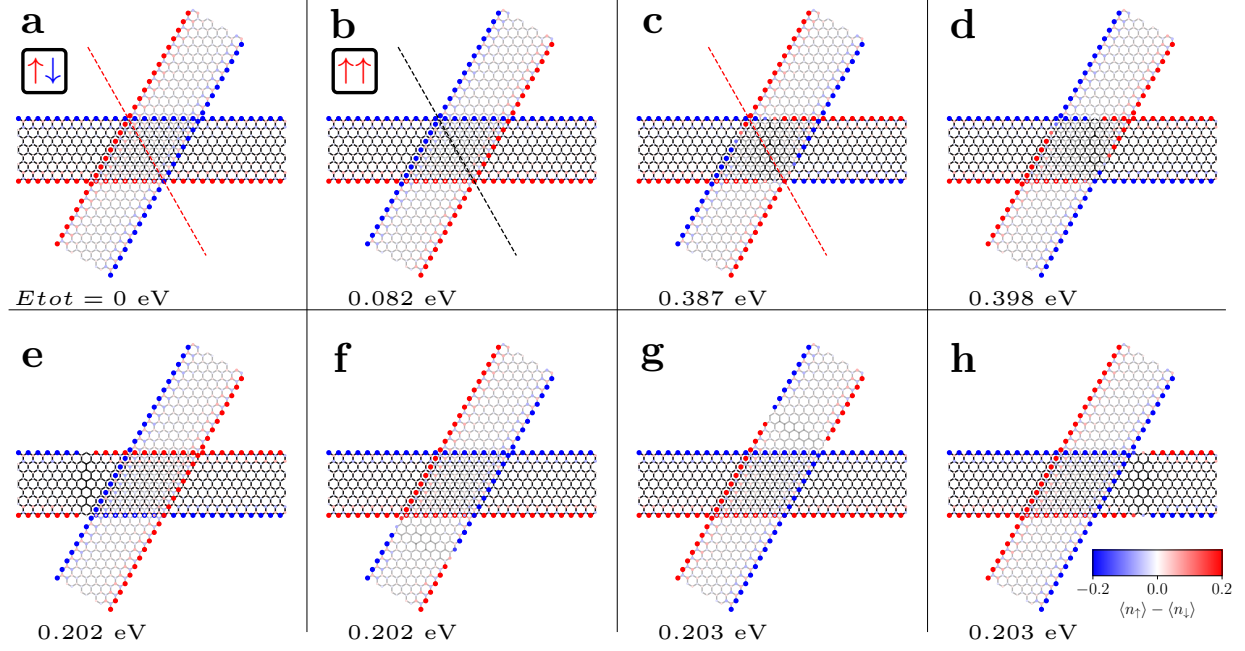 a
↑↓
Etot = 0 eV
b
↑↑
0.082 eV
c
0.387 eV
d
0.398 eV
e
0.202 eV
f
0.202 eV
g
0.203 eV
h
0.203 eV
−0.2 0.0 0.2
⟨n↑⟩ − ⟨n↓⟩